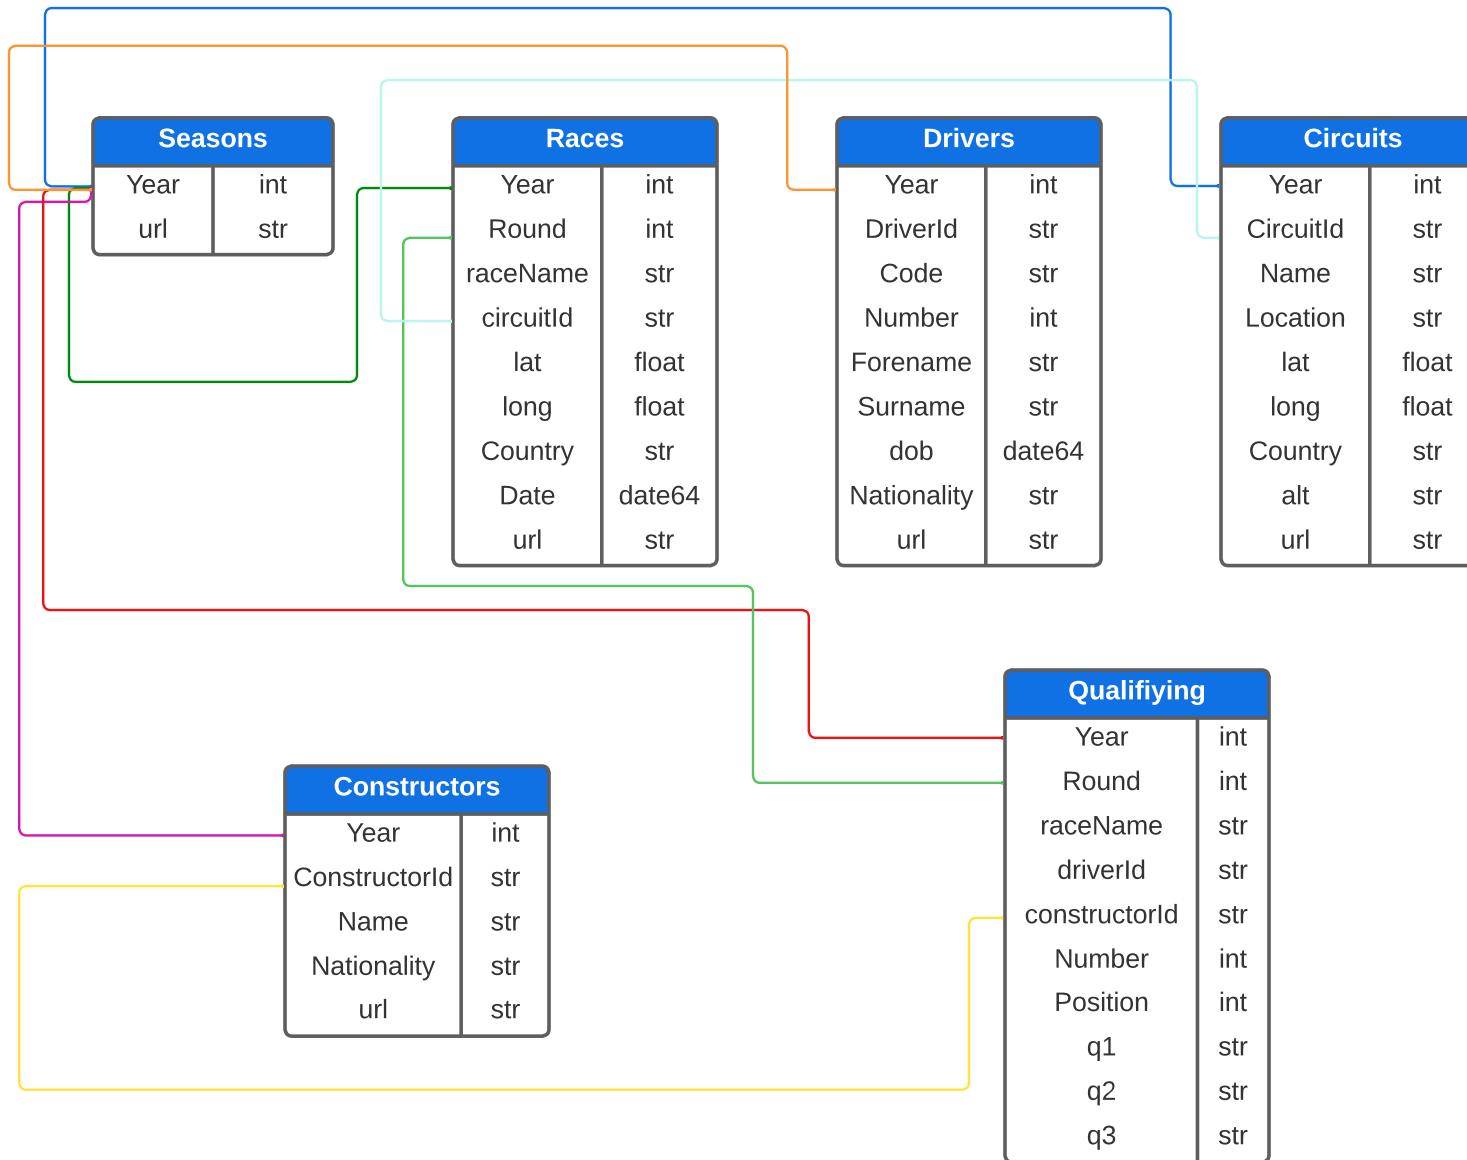 Seasons
Year int
url str
Races
Year int
Round int
raceName str
circuitId str
lat float
long float
Country str
Date date64
url str
Drivers
Year int
DriverId str
Code str
Number int
Forename str
Surname str
dob date64
Nationality str
url str
Circuits
Year int
CircuitId str
Name str
Location str
lat float
long float
Country str
alt str
url str
Constructors
Year int
ConstructorId str
Name str
Nationality str
url str
Qualifiying
Year int
Round int
raceName str
driverId str
constructorId str
Number int
Position int
q1 str
q2 str
q3 str